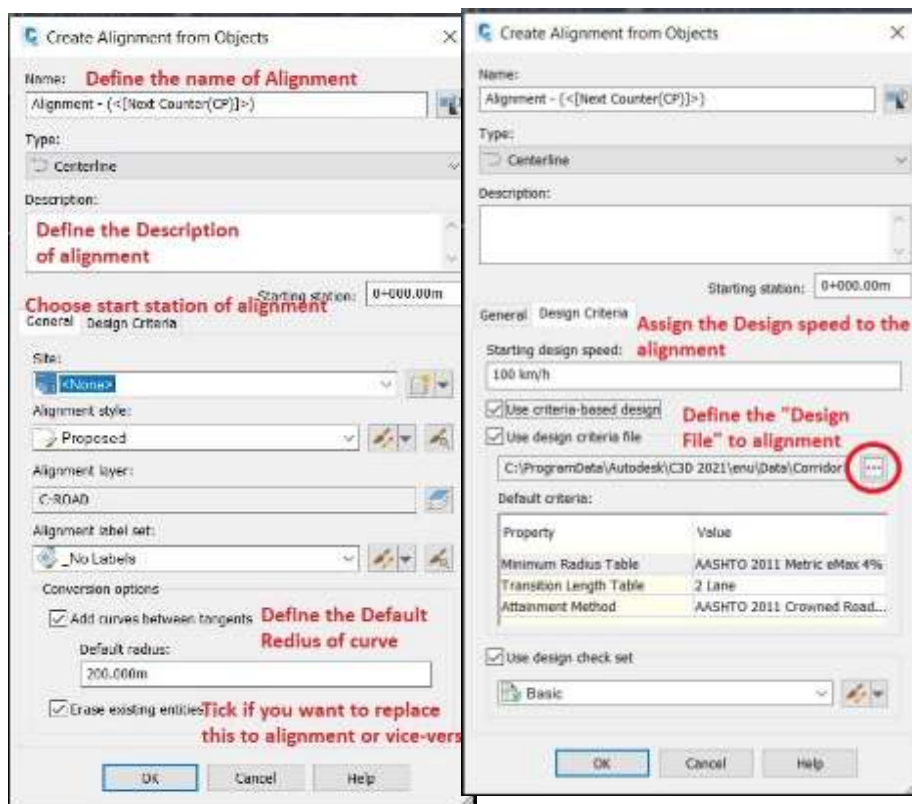 Create Alignment from Objects
Name: Define the name of Alignment
Alignment - (<[Next Counter(CP)]>)
Type:
Centerline
Description:
Define the Description
of alignment
Choose start station of alignment
Starting station: 0+000.00m
General Design Criteria
Site:
<None>
Alignment style:
Proposed
Alignment layer:
C-ROAD
Alignment label set:
_No Labels
Conversion options
Add curves between tangents Define the Default
Redius of curve
Default radius:
200.000m
Erase existing entities Tick if you want to replace
this to alignment or vice-vers
OK Cancel Help
Create Alignment from Objects
Name:
Alignment - (<[Next Counter(CP)]>)
Type:
Centerline
Description:
Starting station: 0+000.00m
General Design Criteria
Assign the Design speed to the
alignment
Starting design speed:
100 km/h
Use criteria-based design
Define the "Design
File" to alignment
Use design criteria file
C:\ProgramData\Autodesk\C3D 2021\enu\Data\Corridor ...
Default criteria:
Property Value
Minimum Radius Table AASHTO 2011 Metric eMax 4%
Transition Length Table 2 Lane
Attainment Method AASHTO 2011 Crowned Road...
Use design check set
Basic
OK Cancel Help